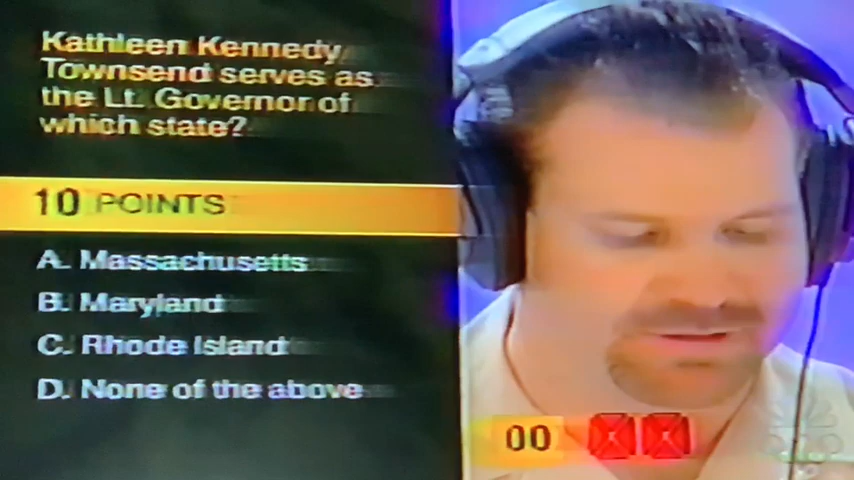 Kathleen Kennedy
Townsend serves as
the Lt. Governor of
which state?
10 POINTS
A. Massachusetts
B. Maryland
C. Rhode Island
D. None of the above
00